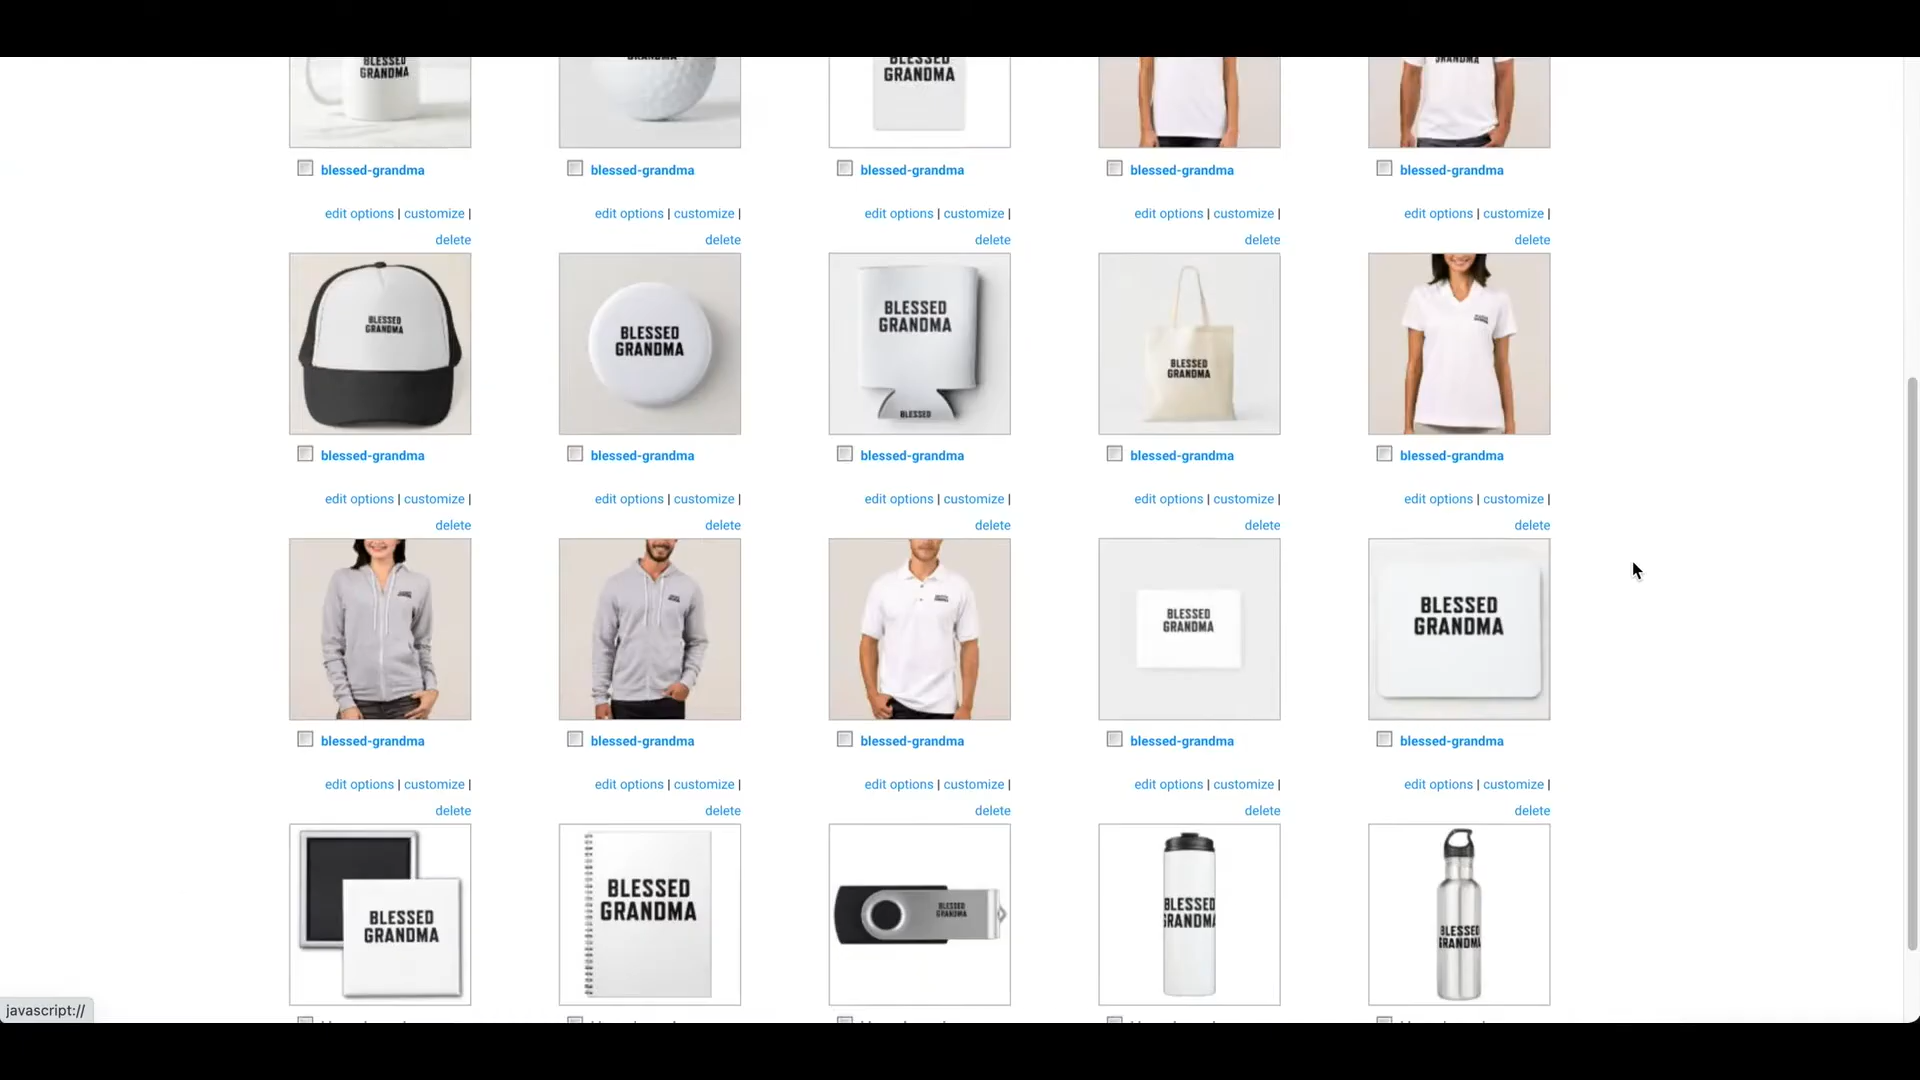 BLESSED
GRANDMA
GRANDMA
BLESSED
GRANDMA
GRANDMA
blessed-grandma
blessed-grandma
blessed-grandma
blessed-grandma
blessed-grandma
edit options | customize |
delete
edit options | customize |
delete
edit options | customize |
delete
edit options | customize |
delete
edit options | customize |
delete
BLESSED
GRANDMA
BLESSED
GRANDMA
BLESSED
GRANDMA
BLESSED
BLESSED
GRANDMA
blessed-grandma
blessed-grandma
blessed-grandma
blessed-grandma
blessed-grandma
edit options | customize |
delete
edit options | customize |
delete
edit options | customize |
delete
edit options | customize |
delete
edit options | customize |
delete
BLESSED
GRANDMA
BLESSED
GRANDMA
blessed-grandma
blessed-grandma
blessed-grandma
blessed-grandma
blessed-grandma
edit options | customize |
delete
edit options | customize |
delete
edit options | customize |
delete
edit options | customize |
delete
edit options | customize |
delete
BLESSED
GRANDMA
BLESSED
GRANDMA
BLESSED
GRANDMA
BLESSED
GRANDMA
BLESSED
GRANDMA
javascript://